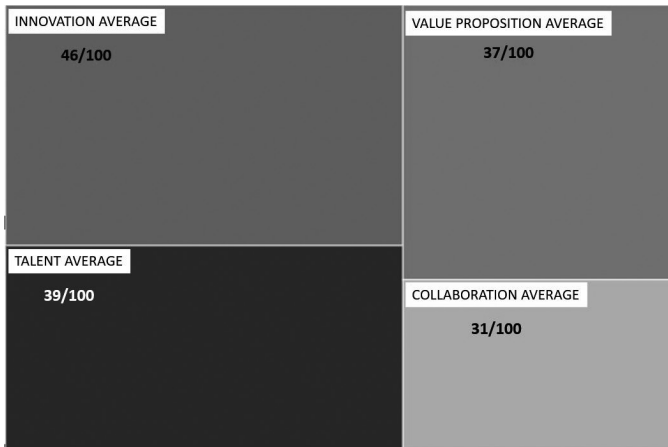 INNOVATION AVERAGE
46/100
VALUE PROPOSITION AVERAGE
37/100
TALENT AVERAGE
39/100
COLLABORATION AVERAGE
31/100